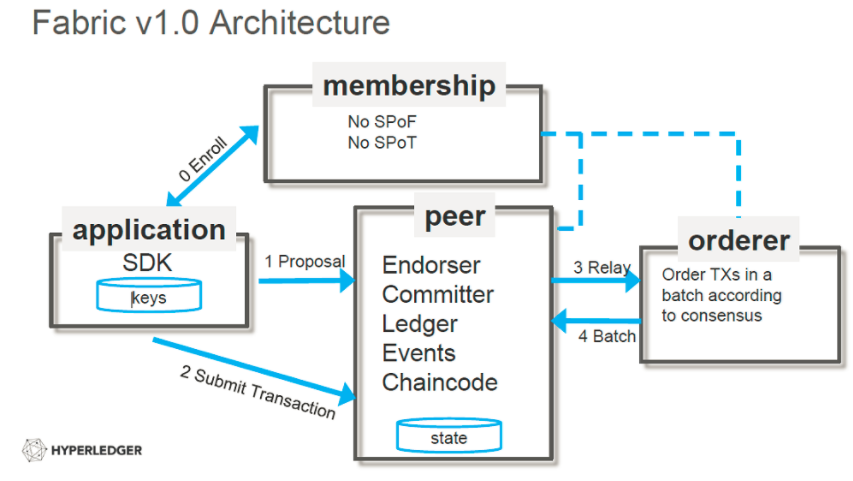 Fabric v1.0 Architecture
membership
No SPoF
No SPoT
0 Enroll
application
SDK
keys
1 Proposal
2 Submit Transaction
peer
Endorser
Committer
Ledger
Events
Chaincode
state
3 Relay
4 Batch
orderer
Order TXs in a
batch according
to consensus
HYPERLEDGER